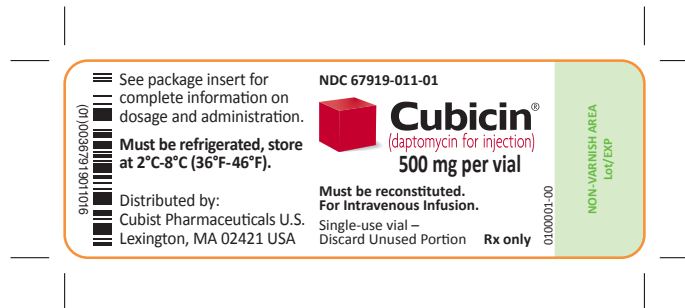 (01)00367919011016
See package insert for
complete information on
dosage and administration.
Must be refrigerated, store
at 2°C-8°C (36°F-46°F).
Distributed by:
Cubist Pharmaceuticals U.S.
Lexington, MA 02421 USA
NDC 67919-011-01
Cubicin®
(daptomycin for injection)
500 mg per vial
Must be reconstituted.
For Intravenous Infusion.
Single-use vial –
Discard Unused Portion Rx only
0100001-00
NON-VARNISH AREA
Lot/EXP